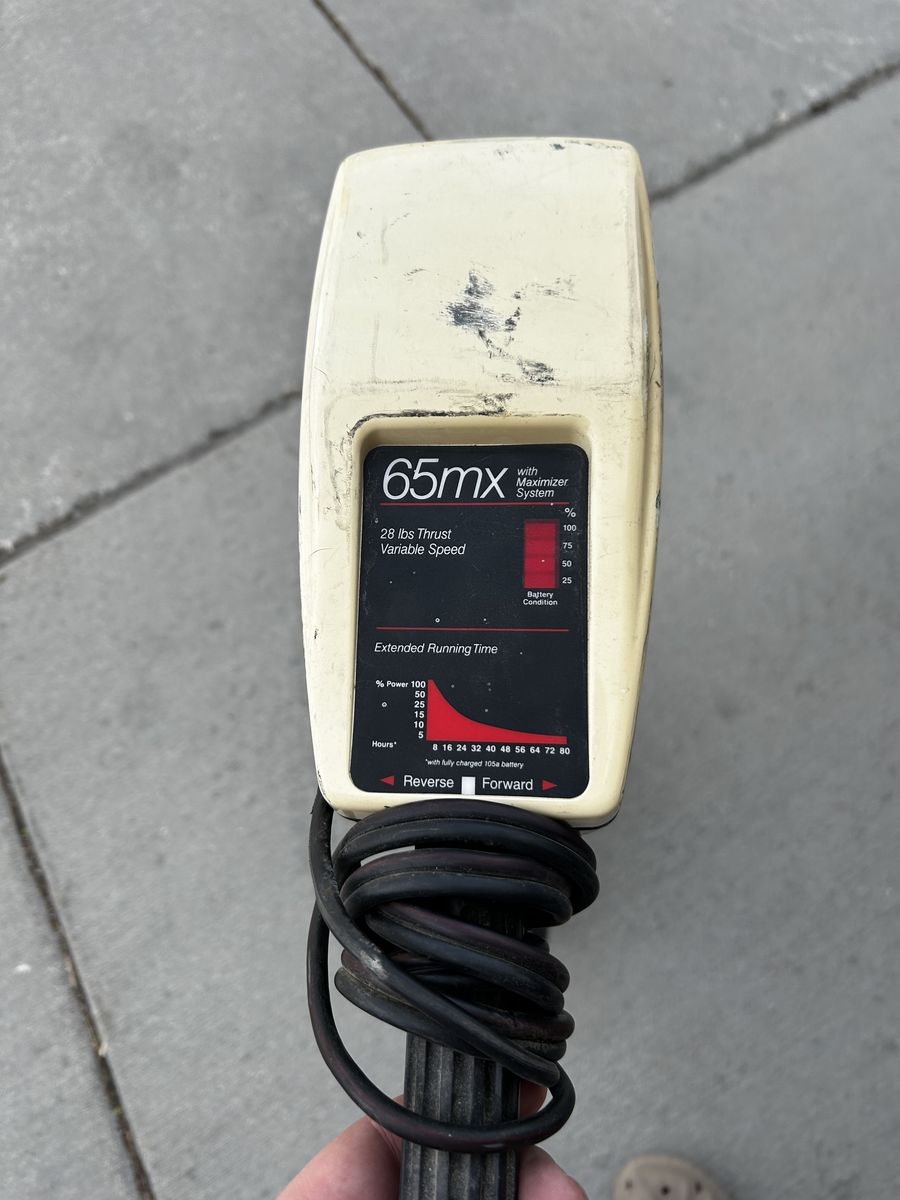 65mx with
Maximizer
System
28 lbs Thrust
Variable Speed
%
100
75
50
25
Battery
Condition
Extended Running Time
% Power 100
50
25
15
10
5
Hours*
8 16 24 32 40 48 56 64 72 80
*with fully charged 105a battery
Reverse Forward